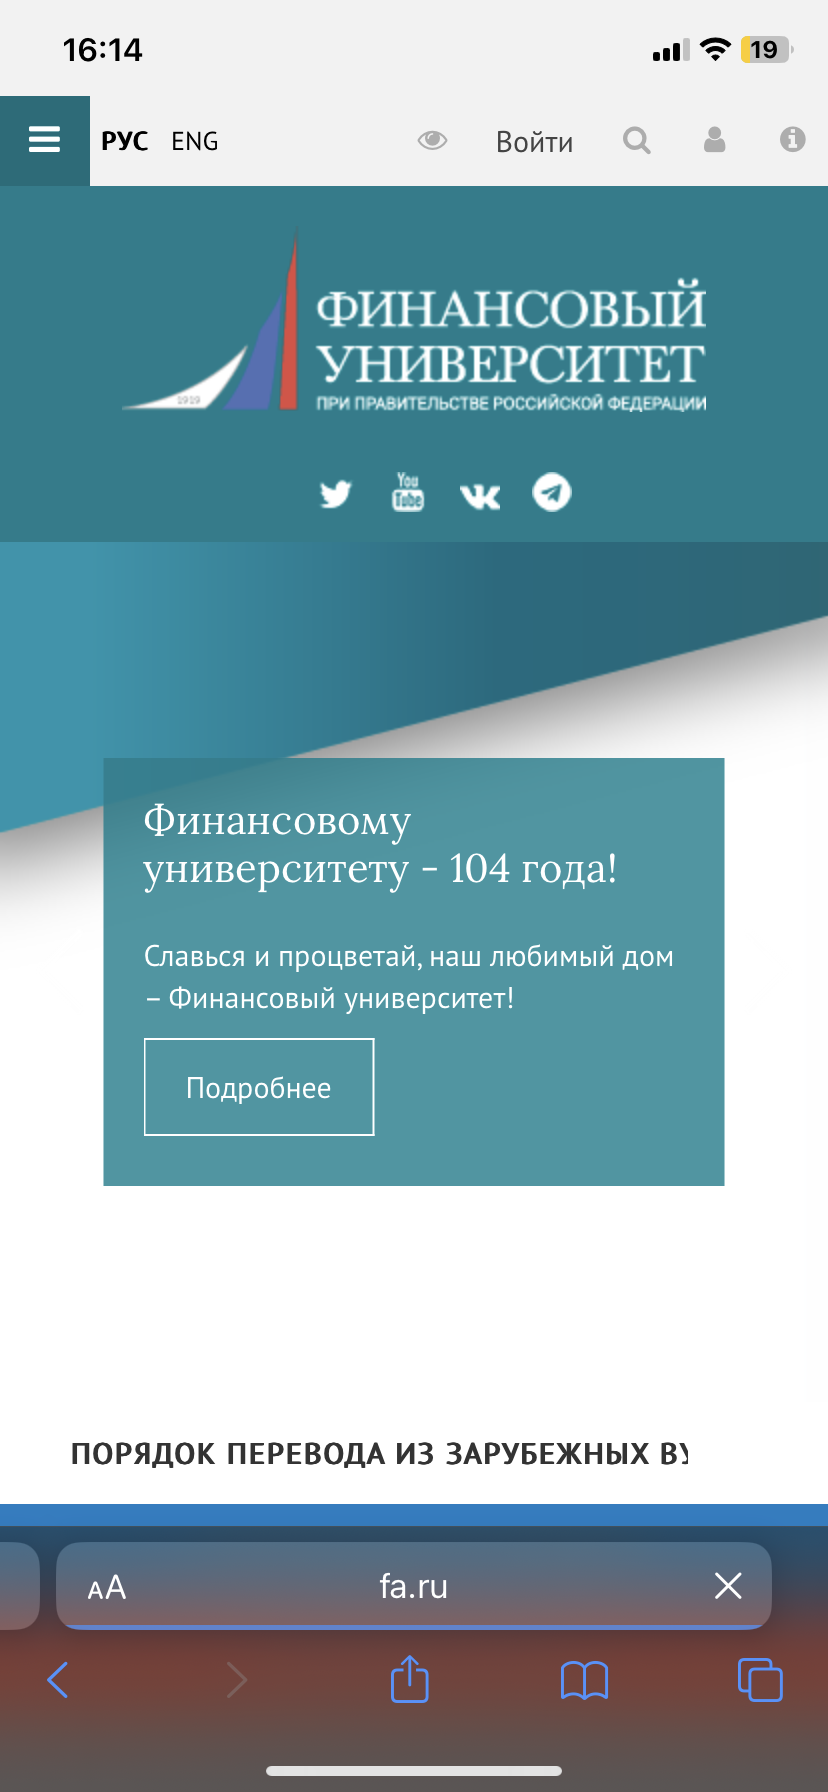 16:14
19
РУС ENG Войти
ФИНАНСОВЫЙ
УНИВЕРСИТЕТ
ПРИ ПРАВИТЕЛЬСТВЕ РОССИЙСКОЙ ФЕДЕРАЦИИ
1919
You
Tube
Финансовому
университету - 104 года!
Славься и процветай, наш любимый дом
– Финансовый университет!
Подробнее
ПОРЯДОК ПЕРЕВОДА ИЗ ЗАРУБЕЖНЫХ ВУ
AA fa.ru